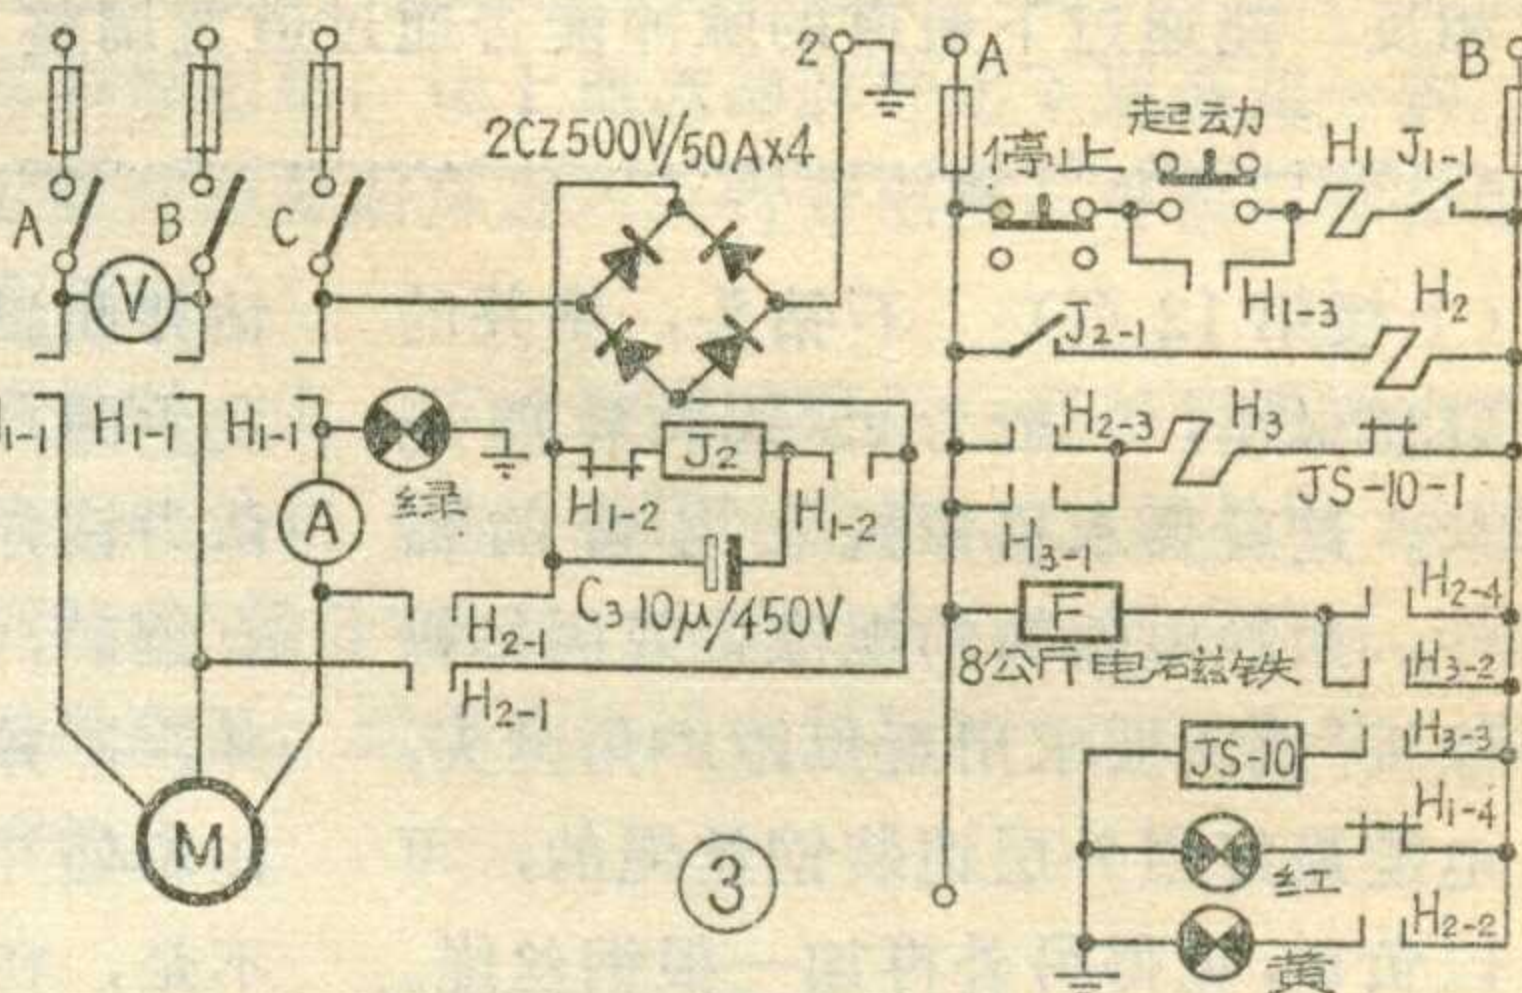 2
A
B
2CZ500V/50A×4
停止
起动
H₁
J₁₋₁
A
B
C
V
H₁₋₃
H₂
J₂₋₁
H₁₋₁
H₁₋₁
H₂₋₃
H₃
绿
J₂
H₁₋₂
H₁₋₂
JS-10-1
A
H₃₋₁
C₃ 10μ/450V
H₂₋₁
F
H₂₋₄
8公斤电磁铁
H₃₋₂
H₂₋₁
JS-10
H₃₋₃
M
H₁₋₄
红
③
H₂₋₂
黄